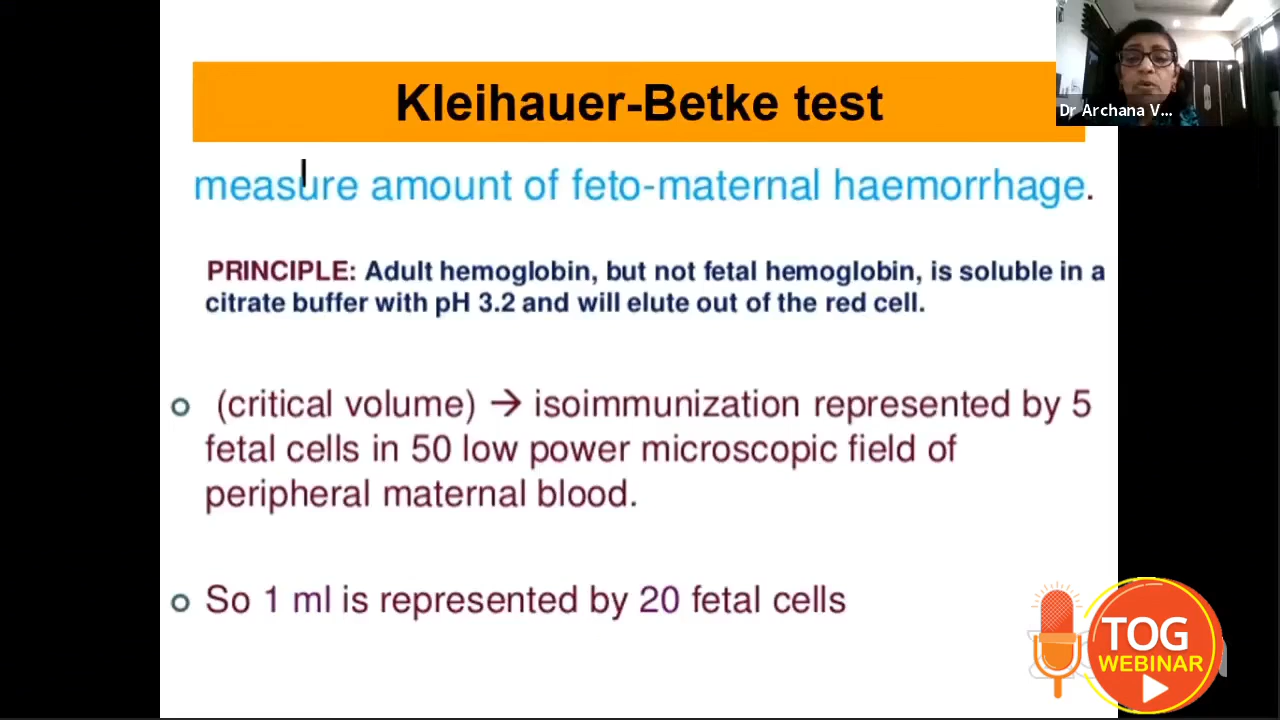 Kleihauer-Betke test
Dr Archana V...
measure amount of feto-maternal haemorrhage.
PRINCIPLE: Adult hemoglobin, but not fetal hemoglobin, is soluble in a
citrate buffer with pH 3.2 and will elute out of the red cell.
(critical volume) → isoimmunization represented by 5
fetal cells in 50 low power microscopic field of
peripheral maternal blood.
So 1 ml is represented by 20 fetal cells
TOG
WEBINAR